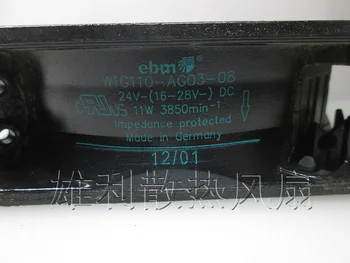 ebm
W1G110-AG03-08
24V⎓(16-28V⎓) DC
11W 3850min⁻¹
Impedance protected
Made in Germany
12/01
雄利散热风扇